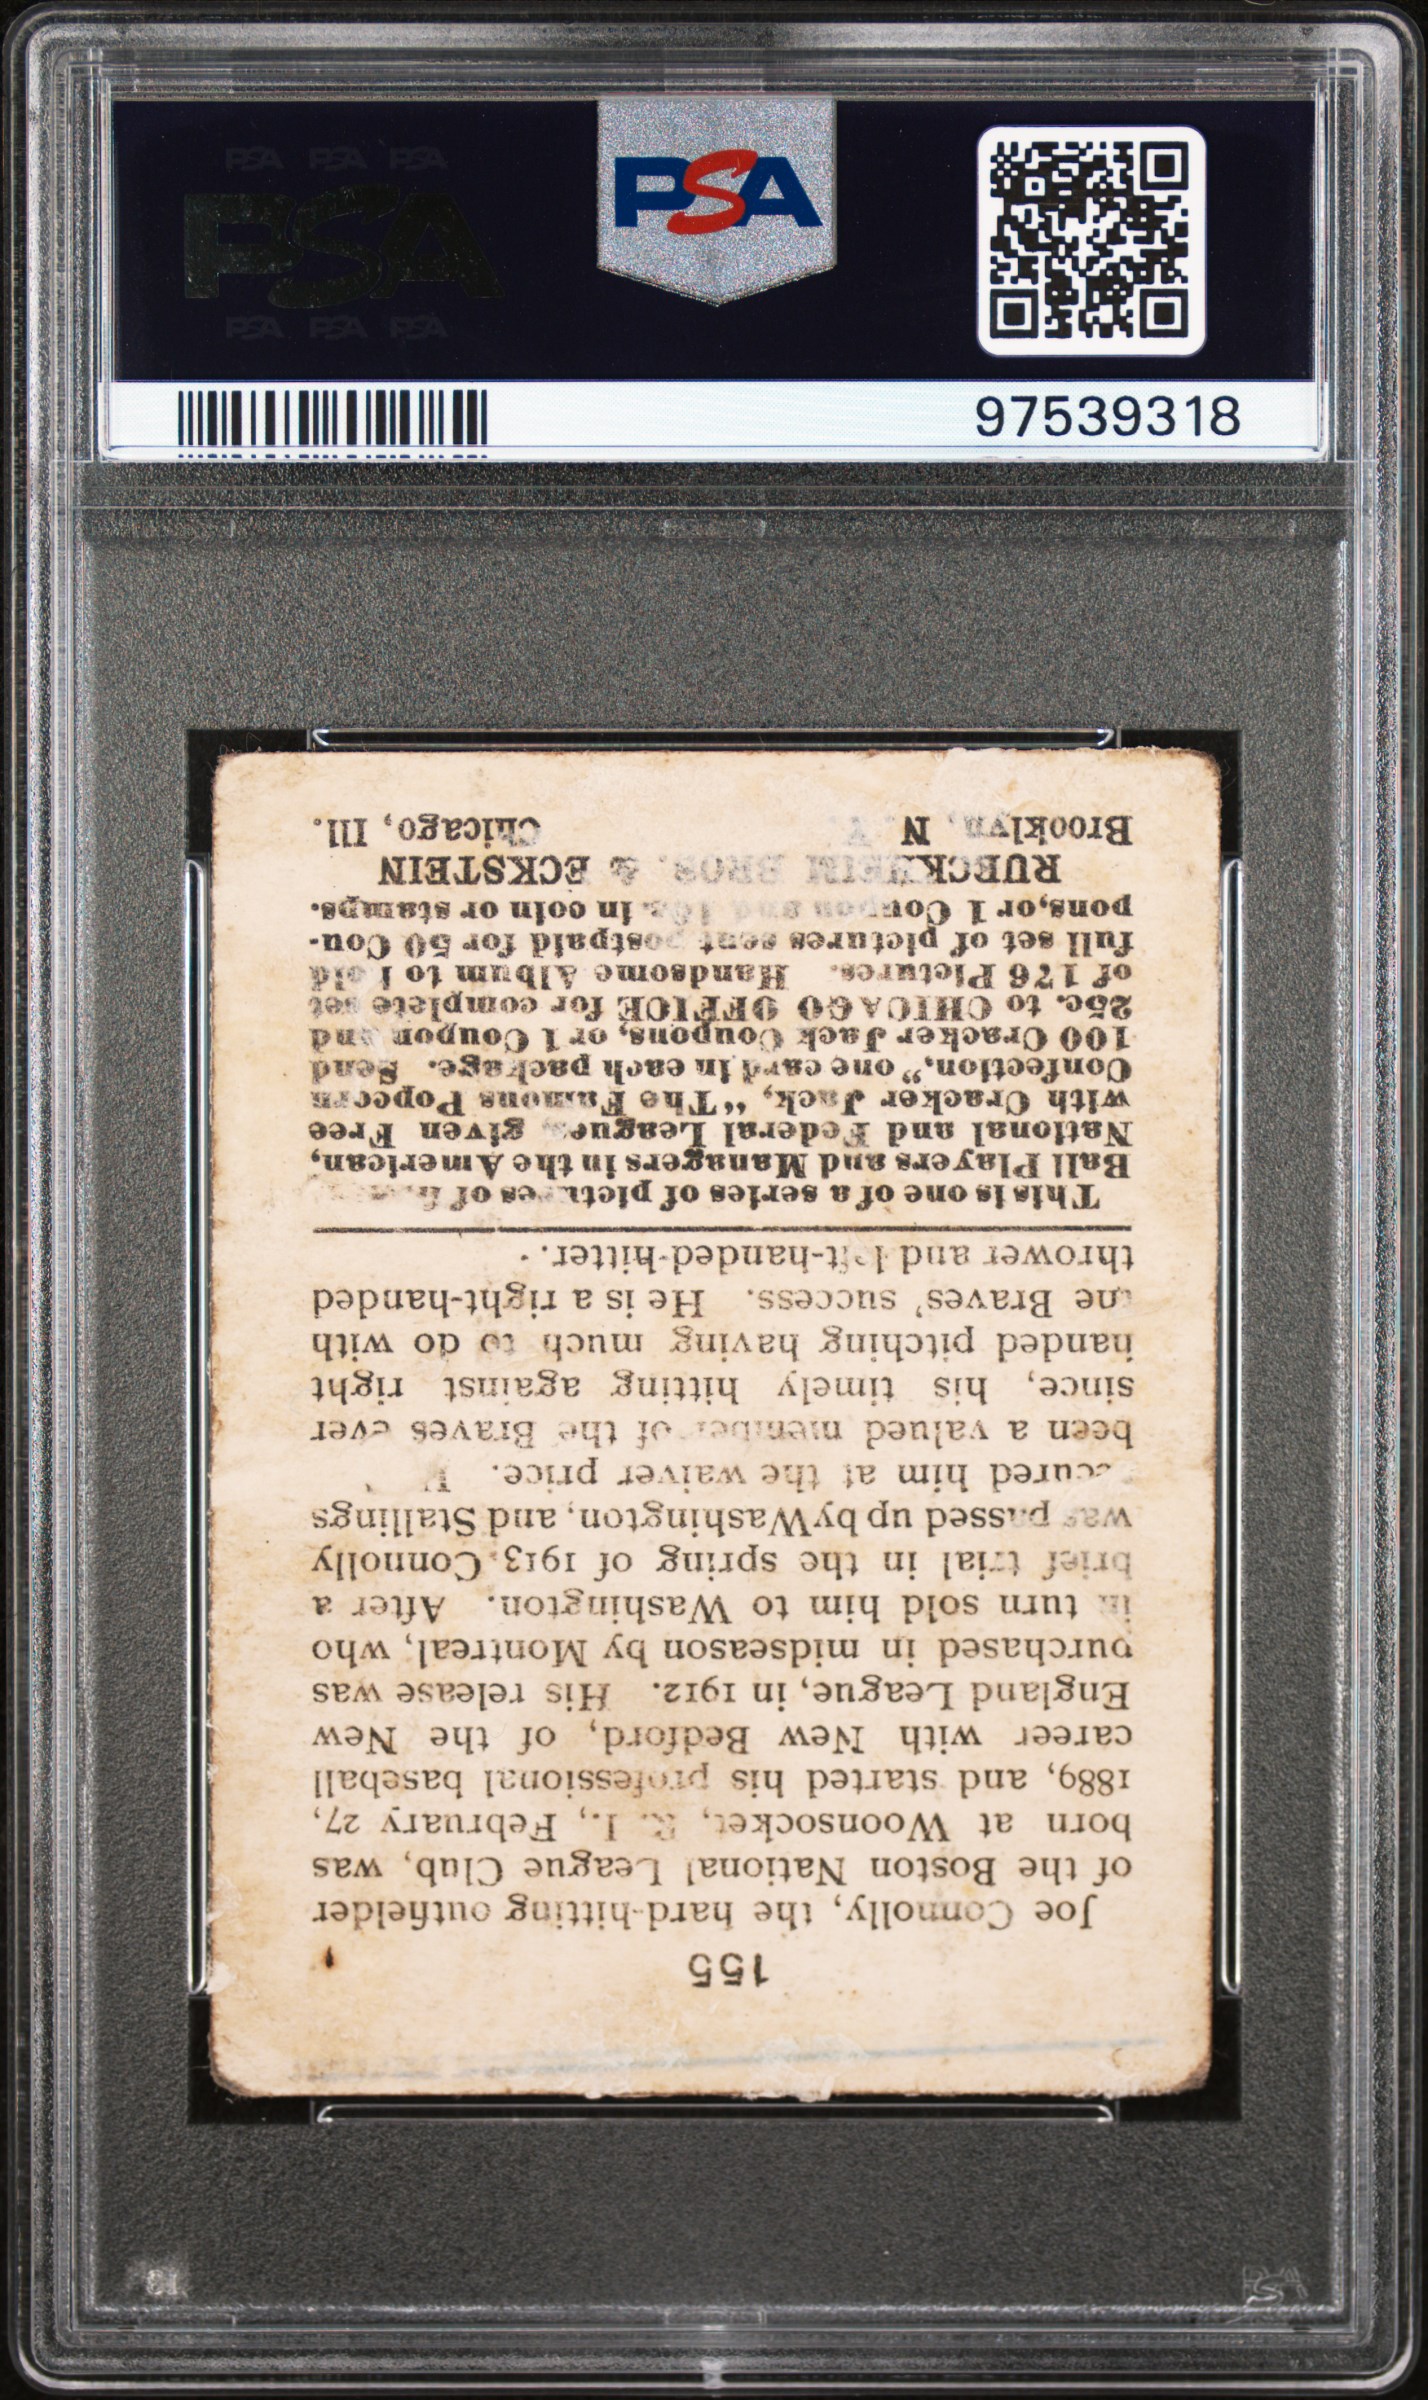 PSA PSA PSA
PSA
PSA PSA PSA
PSA
97539318
155
Joe Connolly, the hard-hitting outfielder
of the Boston National League Club, was
born at Woonsocket, R. I., February 27,
1889, and started his professional baseball
career with New Bedford, of the New
England League, in 1912. His release was
purchased in midseason by Montreal, who
in turn sold him to Washington. After a
brief trial in the spring of 1913 Connolly
was passed up by Washington, and Stallings
secured him at the waiver price.
been a valued member of the Braves ever
since, his timely hitting against right
handed pitching having much to do with
the Braves' success. He is a right-handed
thrower and left-handed-hitter.
This is one of a series of pictures of
Ball Players and Managers in the American,
National and Federal Leagues, given Free
with Cracker Jack, "The Famous Popcorn
Confection," one card in each package. Send
100 Cracker Jack Coupons, or 1 Coupon and
25c. to CHICAGO OFFICE for complete set
of 176 Pictures. Handsome Album to hold
full set of pictures sent postpaid for 50 Cou-
pons, or 1 Coupon and 10c. in coin or stamps.
RUECKHEIM BROS. & ECKSTEIN
Brooklyn, N. Y. Chicago, Ill.
PSA